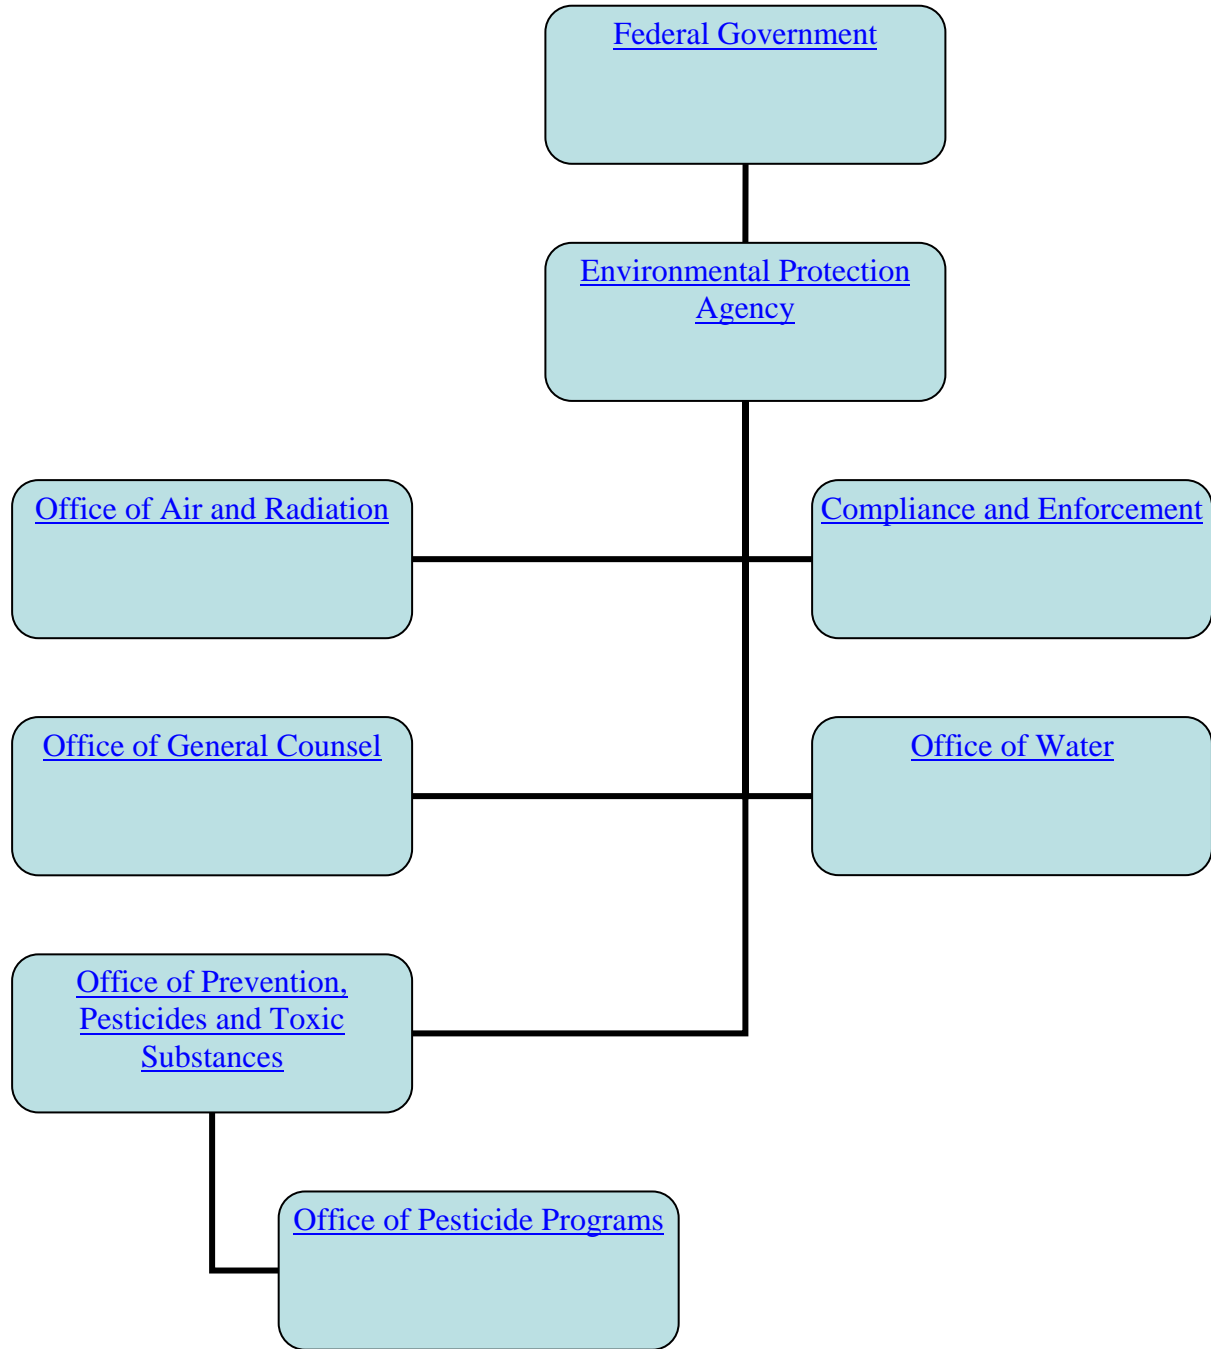 Federal Government
Environmental Protection
Agency
Office of Air and Radiation
Compliance and Enforcement
Office of General Counsel
Office of Water
Office of Prevention,
Pesticides and Toxic
Substances
Office of Pesticide Programs